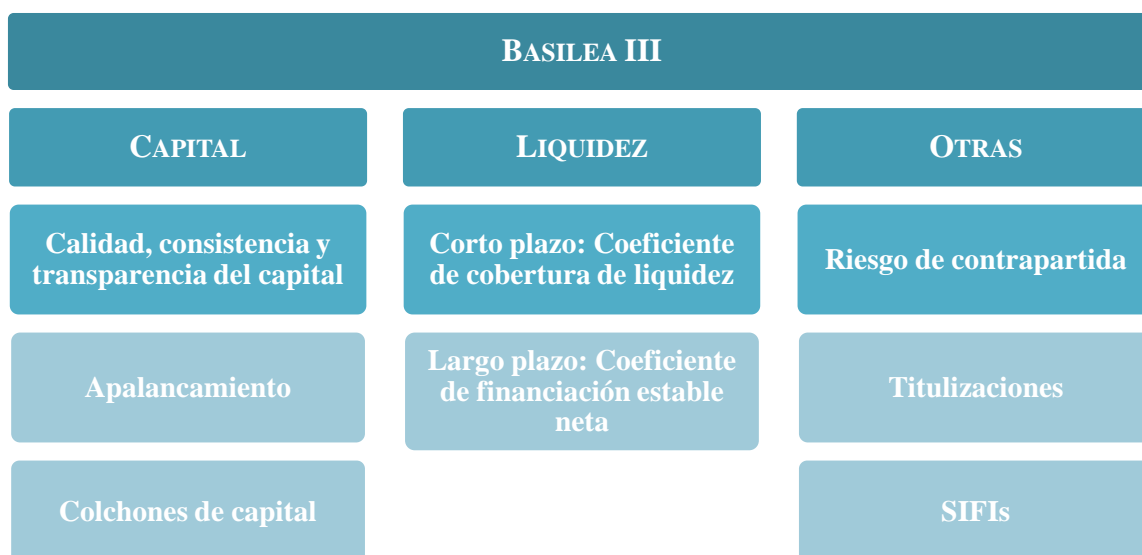 BASILEA III
CAPITAL
LIQUIDEZ
OTRAS
Calidad, consistencia y
transparencia del capital
Corto plazo: Coeficiente
de cobertura de liquidez
Riesgo de contrapartida
Apalancamiento
Largo plazo: Coeficiente
de financiación estable
neta
Titulizaciones
Colchones de capital
SIFIs